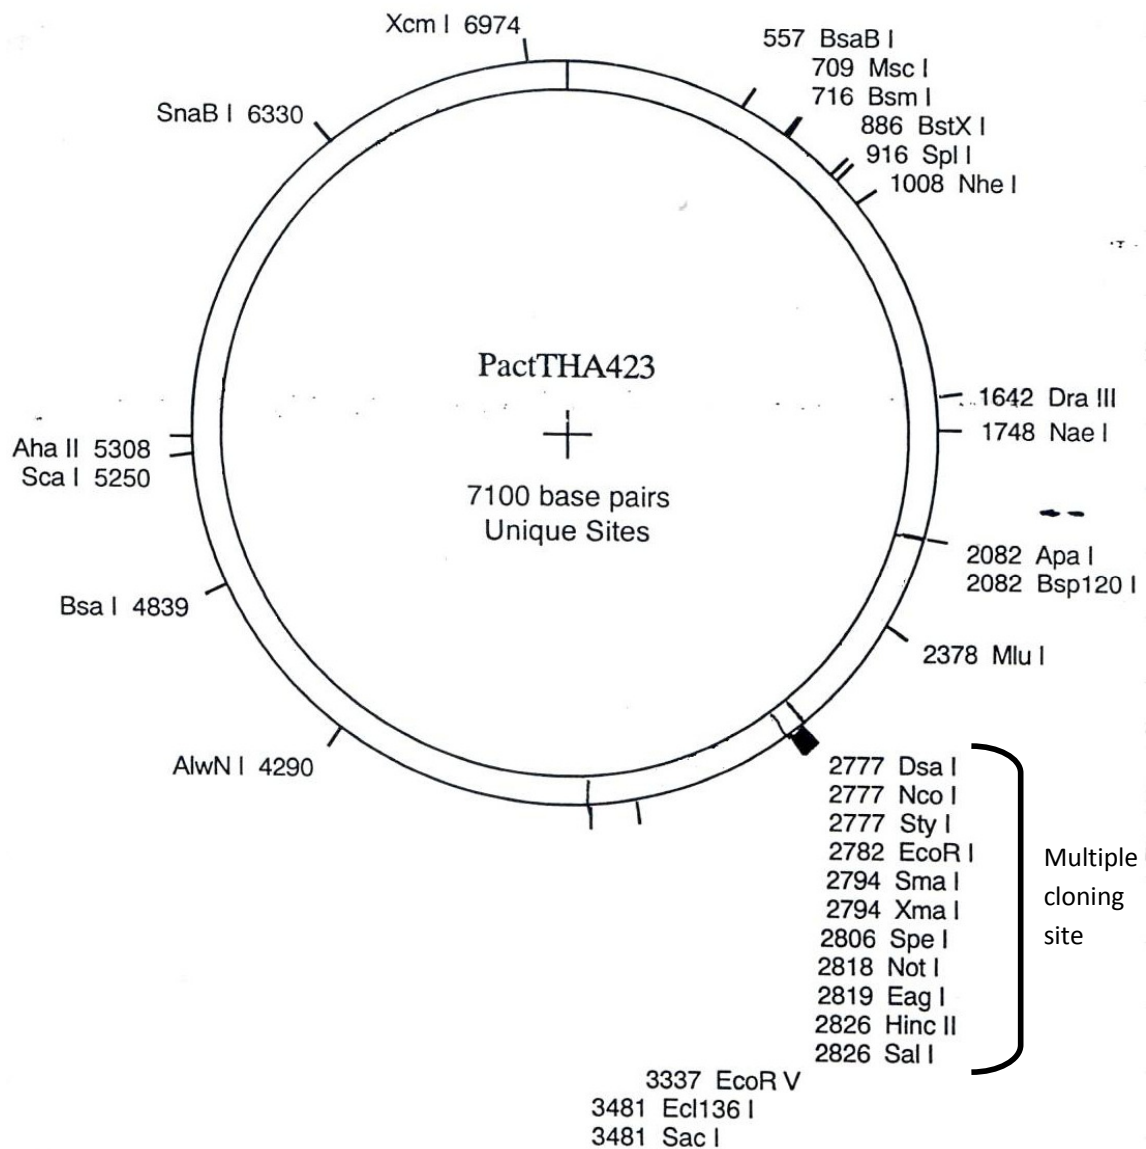 Xcm I 6974
557 BsaB I
709 Msc I
716 Bsm I
886 BstX I
916 Spl I
1008 Nhe I
SnaB I 6330
PactTHA423
7100 base pairs
Unique Sites
1642 Dra III
1748 Nae I
Aha II 5308
Sca I 5250
2082 Apa I
2082 Bsp120 I
Bsa I 4839
2378 Mlu I
AlwN I 4290
2777 Dsa I
2777 Nco I
2777 Sty I
2782 EcoR I
2794 Sma I
2794 Xma I
2806 Spe I
2818 Not I
2819 Eag I
2826 Hinc II
2826 Sal I
Multiple
cloning
site
3337 EcoR V
3481 Ecl136 I
3481 Sac I